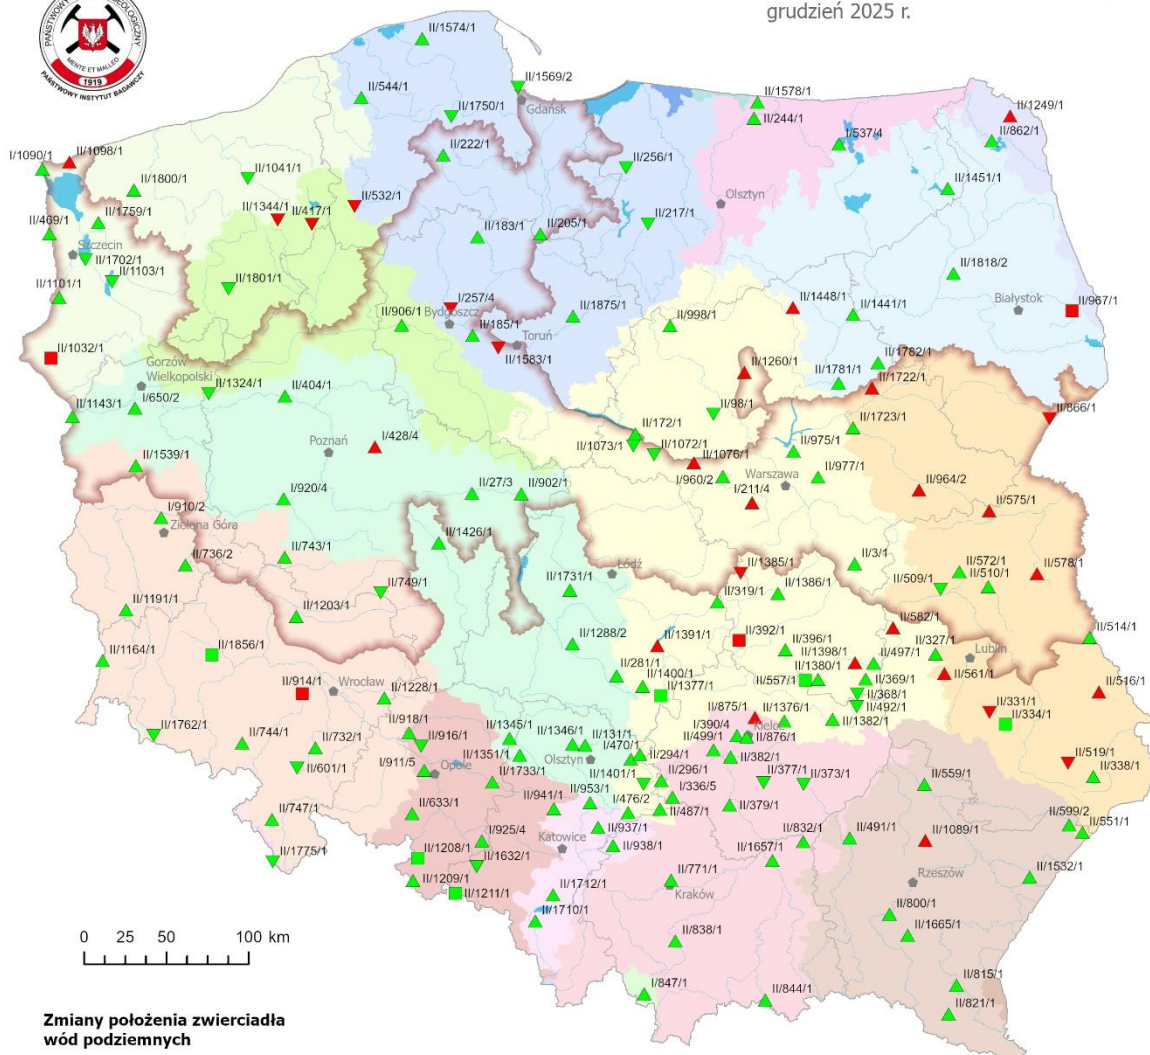 PAŃSTWOWY INSTYTUT BADAWCZY
MENTE ET MALLEO
1919
grudzień 2025 r.
II/1574/1
II/1569/2
Gdańsk
II/544/1
II/1750/1
II/1578/1
II/244/1
II/1249/1
II/862/1
I/537/4
I/1090/1
II/1098/1
II/222/1
II/256/1
II/1041/1
II/1800/1
II/1451/1
II/532/1
Olsztyn
II/1344/1
II/417/1
II/469/1
II/1759/1
II/183/1
II/205/1
II/217/1
Szczecin
II/1702/1
II/1103/1
II/1818/2
II/1801/1
II/1101/1
I/257/4
II/1875/1
II/1448/1
II/1441/1
Białystok
II/967/1
II/906/1
Bydgoszcz
II/998/1
II/185/1
Toruń
II/1032/1
II/1583/1
II/1782/1
II/1260/1
Gorzów
Wielkopolski
II/1781/1
II/1722/1
II/1324/1
II/404/1
I/650/2
II/1143/1
II/98/1
II/866/1
II/172/1
II/1723/1
II/1073/1
II/1072/1
I/428/4
Poznań
II/975/1
II/1076/1
II/1539/1
I/960/2
Warszawa
II/977/1
II/27/3
II/902/1
I/211/4
II/964/2
I/920/4
II/575/1
I/910/2
Zielona Góra
II/1426/1
II/743/1
II/736/2
II/3/1
Łódź
II/1385/1
II/572/1
II/578/1
II/509/1
II/510/1
II/749/1
II/1731/1
II/1386/1
II/319/1
II/1191/1
II/1203/1
II/582/1
II/514/1
II/1391/1
II/392/1
II/1288/2
II/396/1
II/327/1
Lublin
II/1856/1
II/1398/1
II/497/1
II/1164/1
II/281/1
II/1380/1
II/1400/1
II/557/1
II/369/1
II/561/1
II/914/1
Wrocław
II/1377/1
II/368/1
II/516/1
II/1228/1
II/492/1
II/331/1
II/875/1
II/1376/1
II/1382/1
II/334/1
I/390/4
Kielce
II/1762/1
II/918/1
II/1345/1
II/1346/1
II/131/1
II/499/1
II/876/1
II/744/1
II/732/1
II/916/1
I/470/1
II/294/1
II/382/1
II/1351/1
Olsztyn
II/519/1
I/911/5
Opole
II/1733/1
II/1401/1
II/296/1
II/377/1
II/373/1
II/338/1
II/601/1
II/559/1
II/953/1
I/336/5
II/941/1
I/476/2
II/487/1
II/379/1
II/633/1
II/747/1
II/599/2
II/551/1
II/937/1
II/925/4
Katowice
II/938/1
II/832/1
II/491/1
II/1089/1
II/1208/1
II/1632/1
II/1657/1
II/1775/1
II/771/1
II/1532/1
II/1209/1
Kraków
Rzeszów
II/1211/1
II/1712/1
II/1710/1
II/800/1
II/1665/1
II/838/1
0 25 50 100 km
I/847/1
II/844/1
II/815/1
II/821/1
Zmiany położenia zwierciadła
wód podziemnych